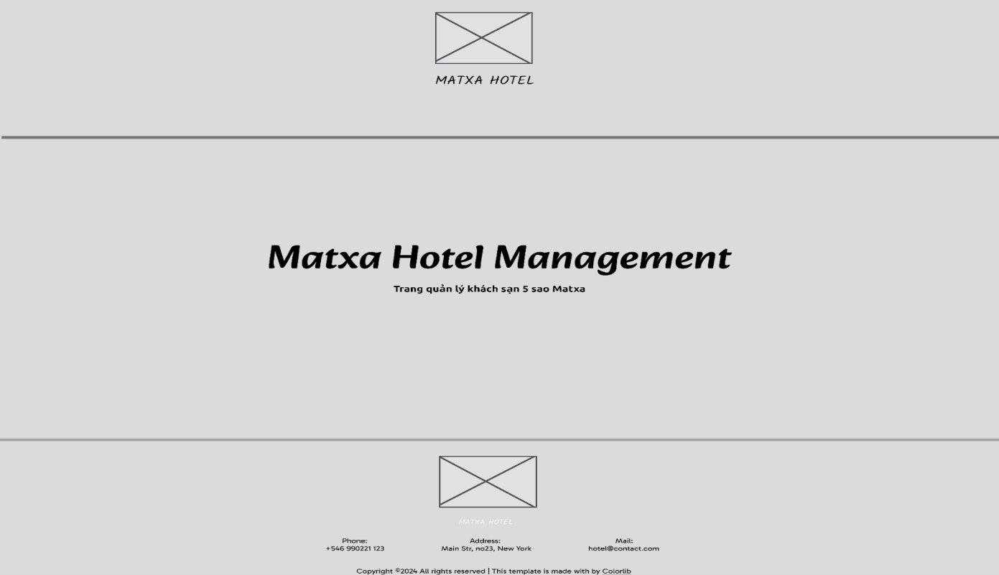 MATXA HOTEL
Matxa Hotel Management
Trang quản lý khách sạn 5 sao Matxa
MATXA HOTEL
Phone:
+546 990221 123
Address:
Main Str, no23, New York
Mail:
hotel@contact.com
Copyright ©2024 All rights reserved | This template is made with by Colorlib